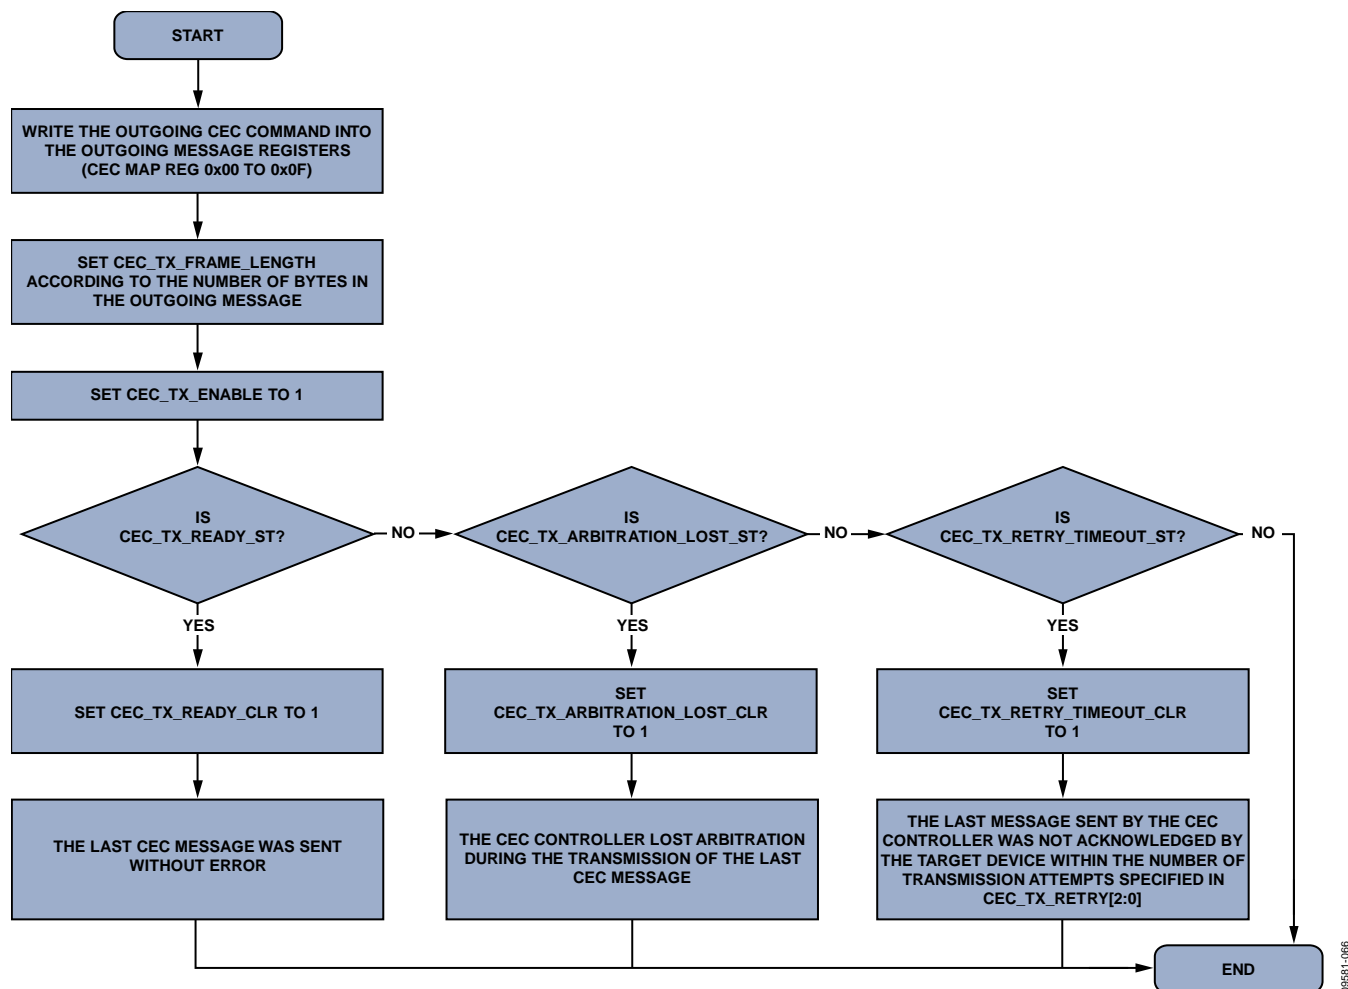 START
WRITE THE OUTGOING CEC COMMAND INTO
THE OUTGOING MESSAGE REGISTERS
(CEC MAP REG 0x00 TO 0x0F)
SET CEC_TX_FRAME_LENGTH
ACCORDING TO THE NUMBER OF BYTES IN
THE OUTGOING MESSAGE
SET CEC_TX_ENABLE TO 1
IS
CEC_TX_READY_ST?
NO
IS
CEC_TX_ARBITRATION_LOST_ST?
NO
IS
CEC_TX_RETRY_TIMEOUT_ST?
NO
YES
YES
YES
SET CEC_TX_READY_CLR TO 1
SET
CEC_TX_ARBITRATION_LOST_CLR
TO 1
SET
CEC_TX_RETRY_TIMEOUT_CLR
TO 1
THE LAST CEC MESSAGE WAS SENT
WITHOUT ERROR
THE CEC CONTROLLER LOST ARBITRATION
DURING THE TRANSMISSION OF THE LAST
CEC MESSAGE
THE LAST MESSAGE SENT BY THE CEC
CONTROLLER WAS NOT ACKNOWLEDGED BY
THE TARGET DEVICE WITHIN THE NUMBER OF
TRANSMISSION ATTEMPTS SPECIFIED IN
CEC_TX_RETRY[2:0]
END
09581-066